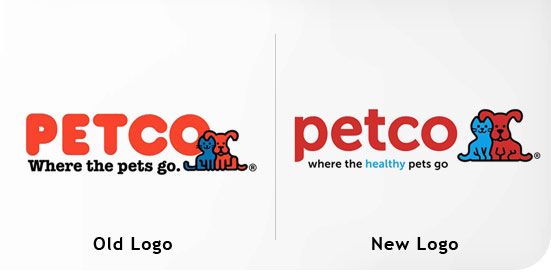 PETCO
Where the pets go.®
Old Logo
petco
where the healthy pets go
®
New Logo